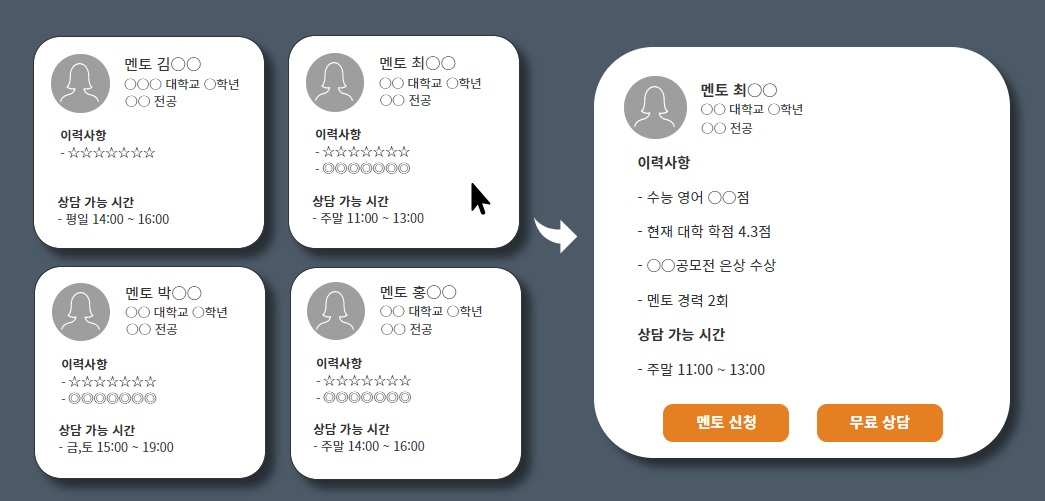 멘토 김○○
○○○ 대학교 ○학년
○○ 전공
이력사항
- ☆☆☆☆☆☆☆
상담 가능 시간
- 평일 14:00 ~ 16:00
멘토 최○○
○○ 대학교 ○학년
○○ 전공
이력사항
- ☆☆☆☆☆☆☆
- ◎◎◎◎◎◎◎
상담 가능 시간
- 주말 11:00 ~ 13:00
멘토 박○○
○○ 대학교 ○학년
○○ 전공
이력사항
- ☆☆☆☆☆☆☆
- ◎◎◎◎◎◎◎
상담 가능 시간
- 금,토 15:00 ~ 19:00
멘토 홍○○
○○ 대학교 ○학년
○○ 전공
이력사항
- ☆☆☆☆☆☆☆
- ◎◎◎◎◎◎◎
상담 가능 시간
- 주말 14:00 ~ 16:00
멘토 최○○
○○ 대학교 ○학년
○○ 전공
이력사항
- 수능 영어 ○○점
- 현재 대학 학점 4.3점
- ○○공모전 은상 수상
- 멘토 경력 2회
상담 가능 시간
- 주말 11:00 ~ 13:00
멘토 신청
무료 상담